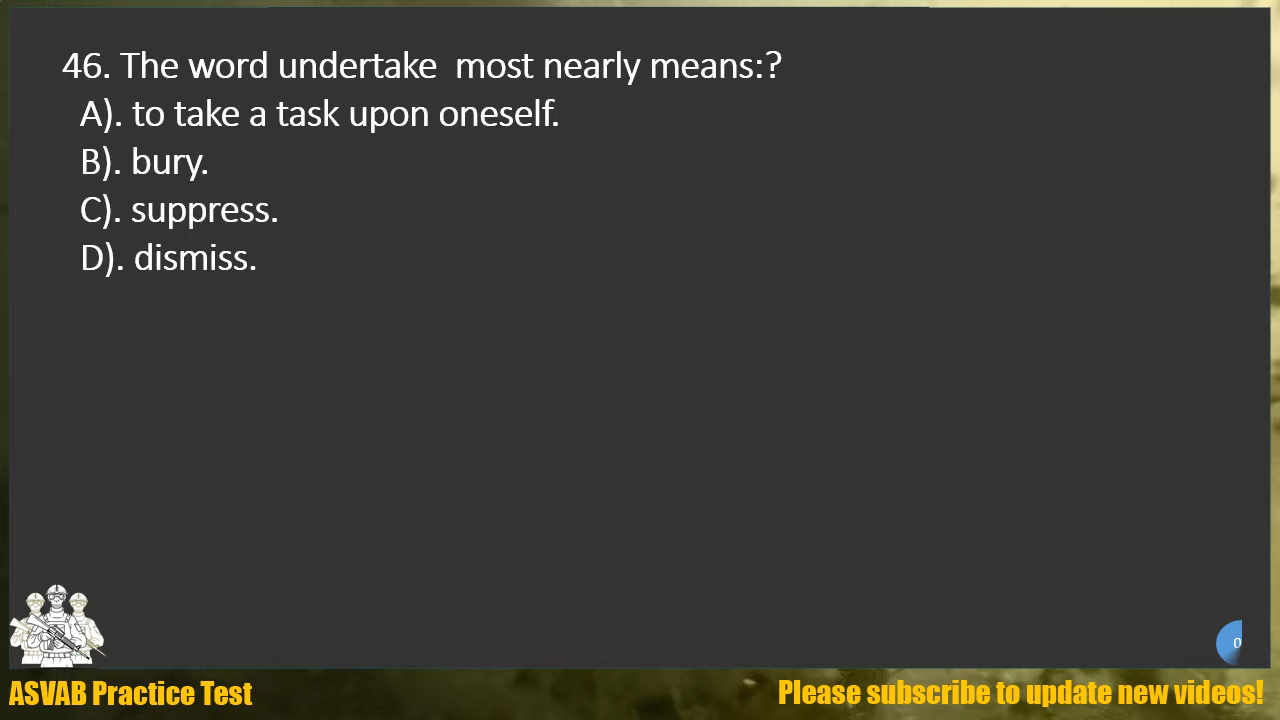 46. The word undertake  most nearly means:?
A). to take a task upon oneself.
B). bury.
C). suppress.
D). dismiss.
0
ASVAB Practice Test
Please subscribe to update new videos!